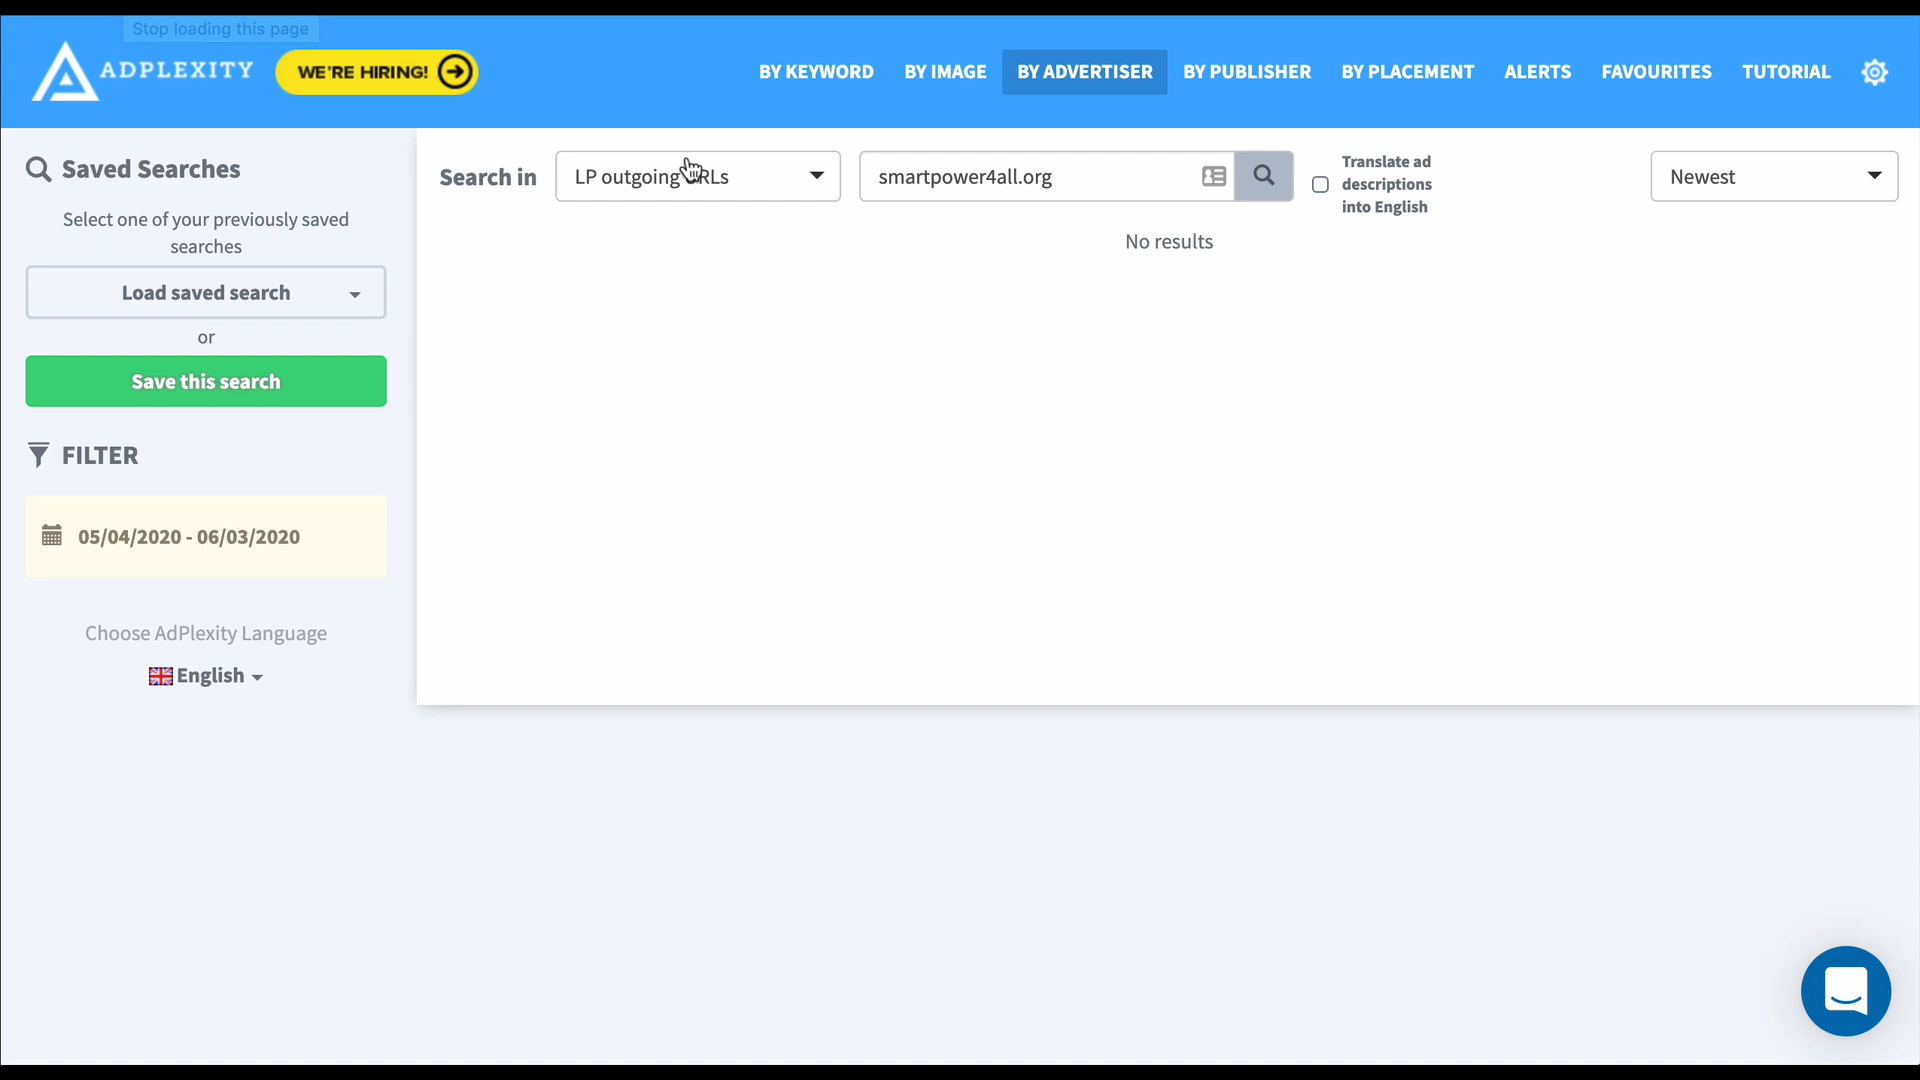 Stop loading this page
ADPLEXITY
WE'RE HIRING!
BY KEYWORD
BY IMAGE
BY ADVERTISER
BY PUBLISHER
BY PLACEMENT
ALERTS
FAVOURITES
TUTORIAL
Saved Searches
Select one of your previously saved
searches
Load saved search
or
Save this search
FILTER
05/04/2020 - 06/03/2020
Choose AdPlexity Language
English
Search in
LP outgoing URLs
smartpower4all.org
Translate ad
descriptions
into English
Newest
No results